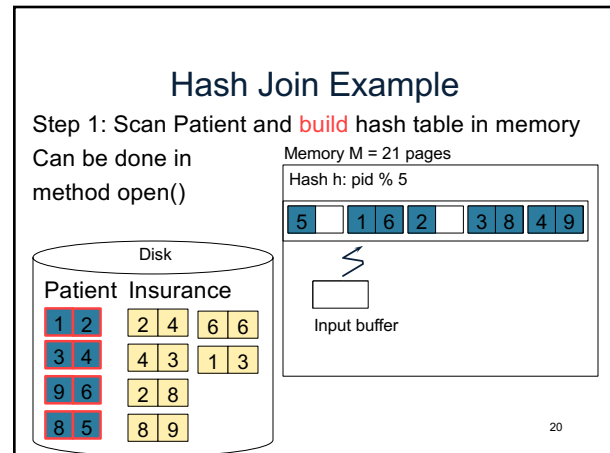 Hash Join Example
Step 1: Scan Patient and build hash table in memory
Can be done in
method open()
Memory M = 21 pages
Hash h: pid % 5
5 1 6 2 3 8 4 9
Input buffer
Disk
Patient Insurance
1 2 2 4 6 6
3 4 4 3 1 3
9 6 2 8
8 5 8 9
20